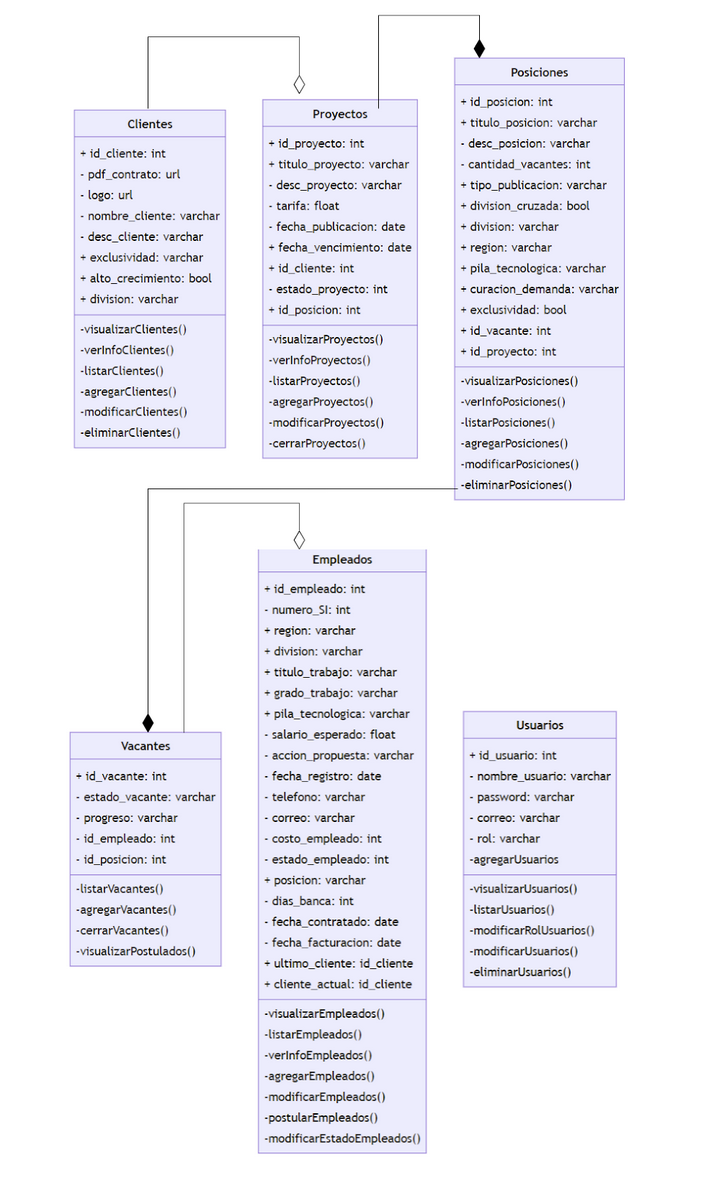 Clientes
+ id_cliente: int
- pdf_contrato: url
- logo: url
- nombre_cliente: varchar
- desc_cliente: varchar
+ exclusividad: varchar
+ alto_crecimiento: bool
+ division: varchar
-visualizarClientes()
-verInfoClientes()
-listarClientes()
-agregarClientes()
-modificarClientes()
-eliminarClientes()
Proyectos
+ id_proyecto: int
+ titulo_proyecto: varchar
- desc_proyecto: varchar
- tarifa: float
- fecha_publicacion: date
+ fecha_vencimiento: date
+ id_cliente: int
- estado_proyecto: int
+ id_posicion: int
-visualizarProyectos()
-verInfoProyectos()
-listarProyectos()
-agregarProyectos()
-modificarProyectos()
-cerrarProyectos()
Posiciones
+ id_posicion: int
+ titulo_posicion: varchar
- desc_posicion: varchar
- cantidad_vacantes: int
+ tipo_publicacion: varchar
+ division_cruzada: bool
+ division: varchar
+ region: varchar
+ pila_tecnologica: varchar
+ curacion_demanda: varchar
+ exclusividad: bool
+ id_vacante: int
+ id_proyecto: int
-visualizarPosiciones()
-verInfoPosiciones()
-listarPosiciones()
-agregarPosiciones()
-modificarPosiciones()
-eliminarPosiciones()
Vacantes
+ id_vacante: int
- estado_vacante: varchar
- progreso: varchar
- id_empleado: int
- id_posicion: int
-listarVacantes()
-agregarVacantes()
-cerrarVacantes()
-visualizarPostulados()
Empleados
+ id_empleado: int
- numero_SI: int
+ region: varchar
+ division: varchar
+ titulo_trabajo: varchar
+ grado_trabajo: varchar
+ pila_tecnologica: varchar
- salario_esperado: float
- accion_propuesta: varchar
- fecha_registro: date
- telefono: varchar
- correo: varchar
- costo_empleado: int
- estado_empleado: int
+ posicion: varchar
- dias_banca: int
- fecha_contratado: date
- fecha_facturacion: date
+ ultimo_cliente: id_cliente
+ cliente_actual: id_cliente
-visualizarEmpleados()
-listarEmpleados()
-verInfoEmpleados()
-agregarEmpleados()
-modificarEmpleados()
-postularEmpleados()
-modificarEstadoEmpleados()
Usuarios
+ id_usuario: int
- nombre_usuario: varchar
- password: varchar
- correo: varchar
- rol: varchar
-agregarUsuarios
-visualizarUsuarios()
-listarUsuarios()
-modificarRolUsuarios()
-modificarUsuarios()
-eliminarUsuarios()